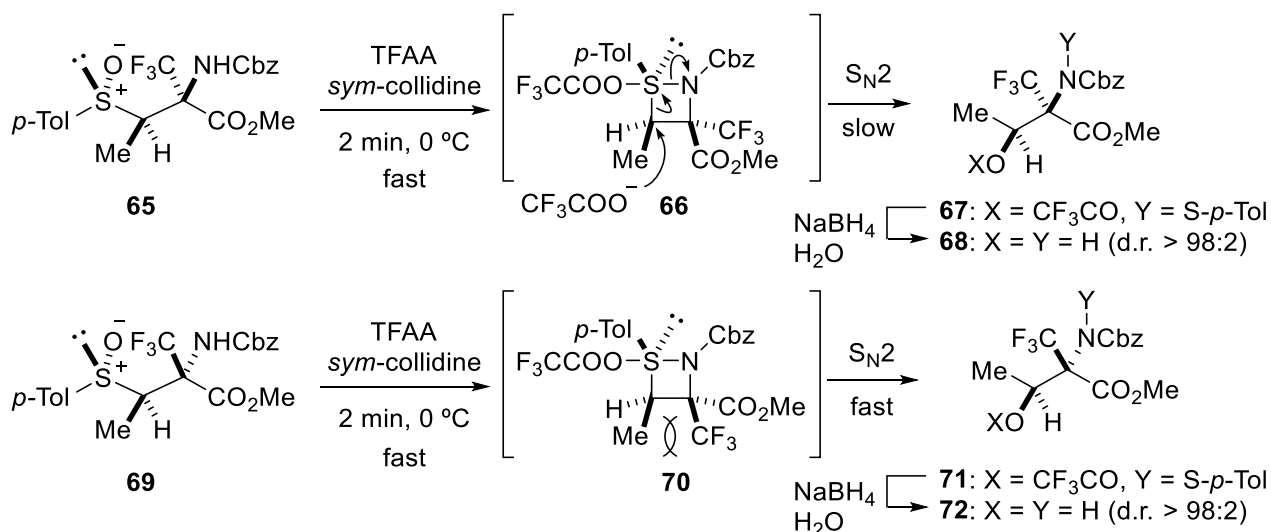 p-Tol
O−
S+
F3C
NHCbz
CO2Me
Me
H
65
TFAA
sym-collidine
2 min, 0 ºC
fast
p-Tol
Cbz
CF3COO
S
N
H
CF3
Me
CO2Me
CF3COO−
66
SN2
slow
Y
F3C
NCbz
Me
CO2Me
XO
H
NaBH4
H2O
67: X = CF3CO, Y = S-p-Tol
68: X = Y = H (d.r. > 98:2)
p-Tol
O−
S+
F3C
NHCbz
CO2Me
Me
H
69
TFAA
sym-collidine
2 min, 0 ºC
fast
p-Tol
Cbz
CF3COO
S
N
H
CO2Me
Me
CF3
70
SN2
fast
Y
F3C
NCbz
Me
CO2Me
XO
H
NaBH4
H2O
71: X = CF3CO, Y = S-p-Tol
72: X = Y = H (d.r. > 98:2)